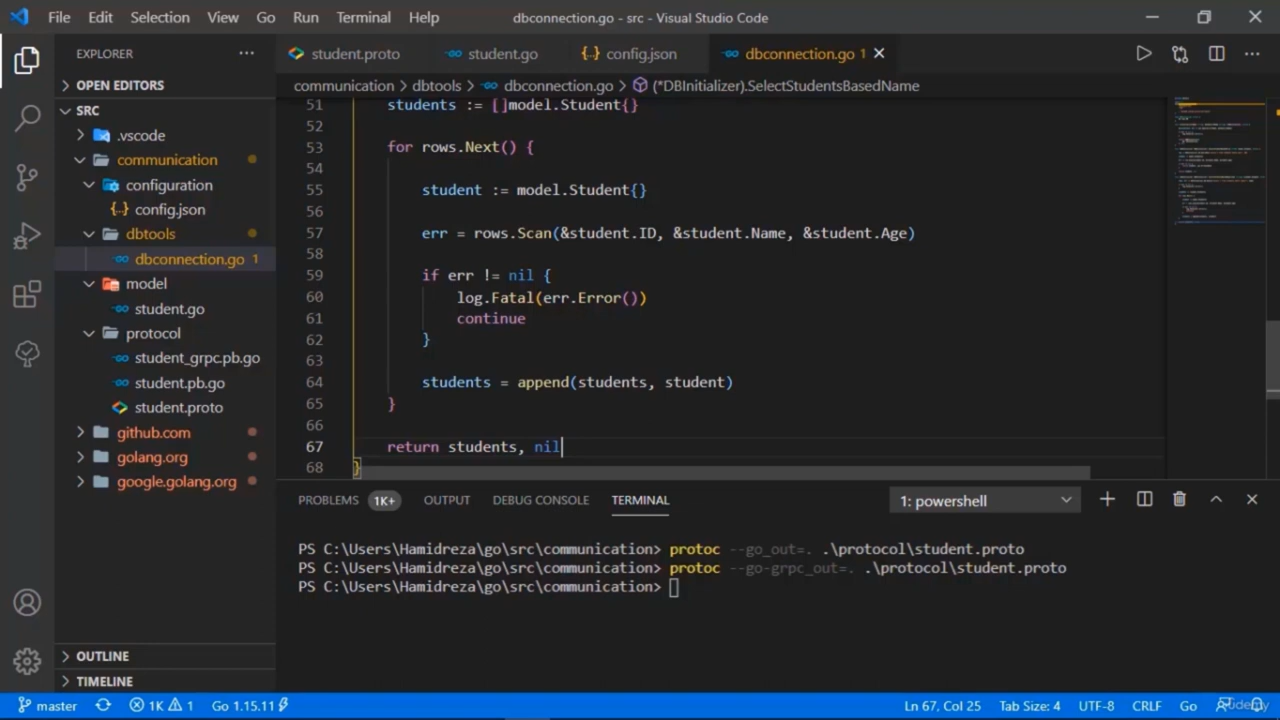 File Edit Selection View Go Run Terminal Help dbconnection.go - src - Visual Studio Code
EXPLORER
student.proto student.go {} config.json dbconnection.go 1
communication > dbtools > dbconnection.go > (*DBInitializer).SelectStudentsBasedName
OPEN EDITORS
SRC
.vscode
communication
configuration
{} config.json
dbtools
dbconnection.go 1
model
student.go
protocol
student_grpc.pb.go
student.pb.go
student.proto
github.com
golang.org
google.golang.org
OUTLINE
TIMELINE
51 students := []model.Student{}
52
53 for rows.Next() {
54
55 student := model.Student{}
56
57 err = rows.Scan(&student.ID, &student.Name, &student.Age)
58
59 if err != nil {
60 log.Fatal(err.Error())
61 continue
62 }
63
64 students = append(students, student)
65 }
66
67 return students, nil
68 }
PROBLEMS 1K+ OUTPUT DEBUG CONSOLE TERMINAL 1: powershell
PS C:\Users\Hamidreza\go\src\communication> protoc --go_out=. .\protocol\student.proto
PS C:\Users\Hamidreza\go\src\communication> protoc --go-grpc_out=. .\protocol\student.proto
PS C:\Users\Hamidreza\go\src\communication>
master 1K 1 Go 1.15.11 Ln 67, Col 25 Tab Size: 4 UTF-8 CRLF Go
Udemy